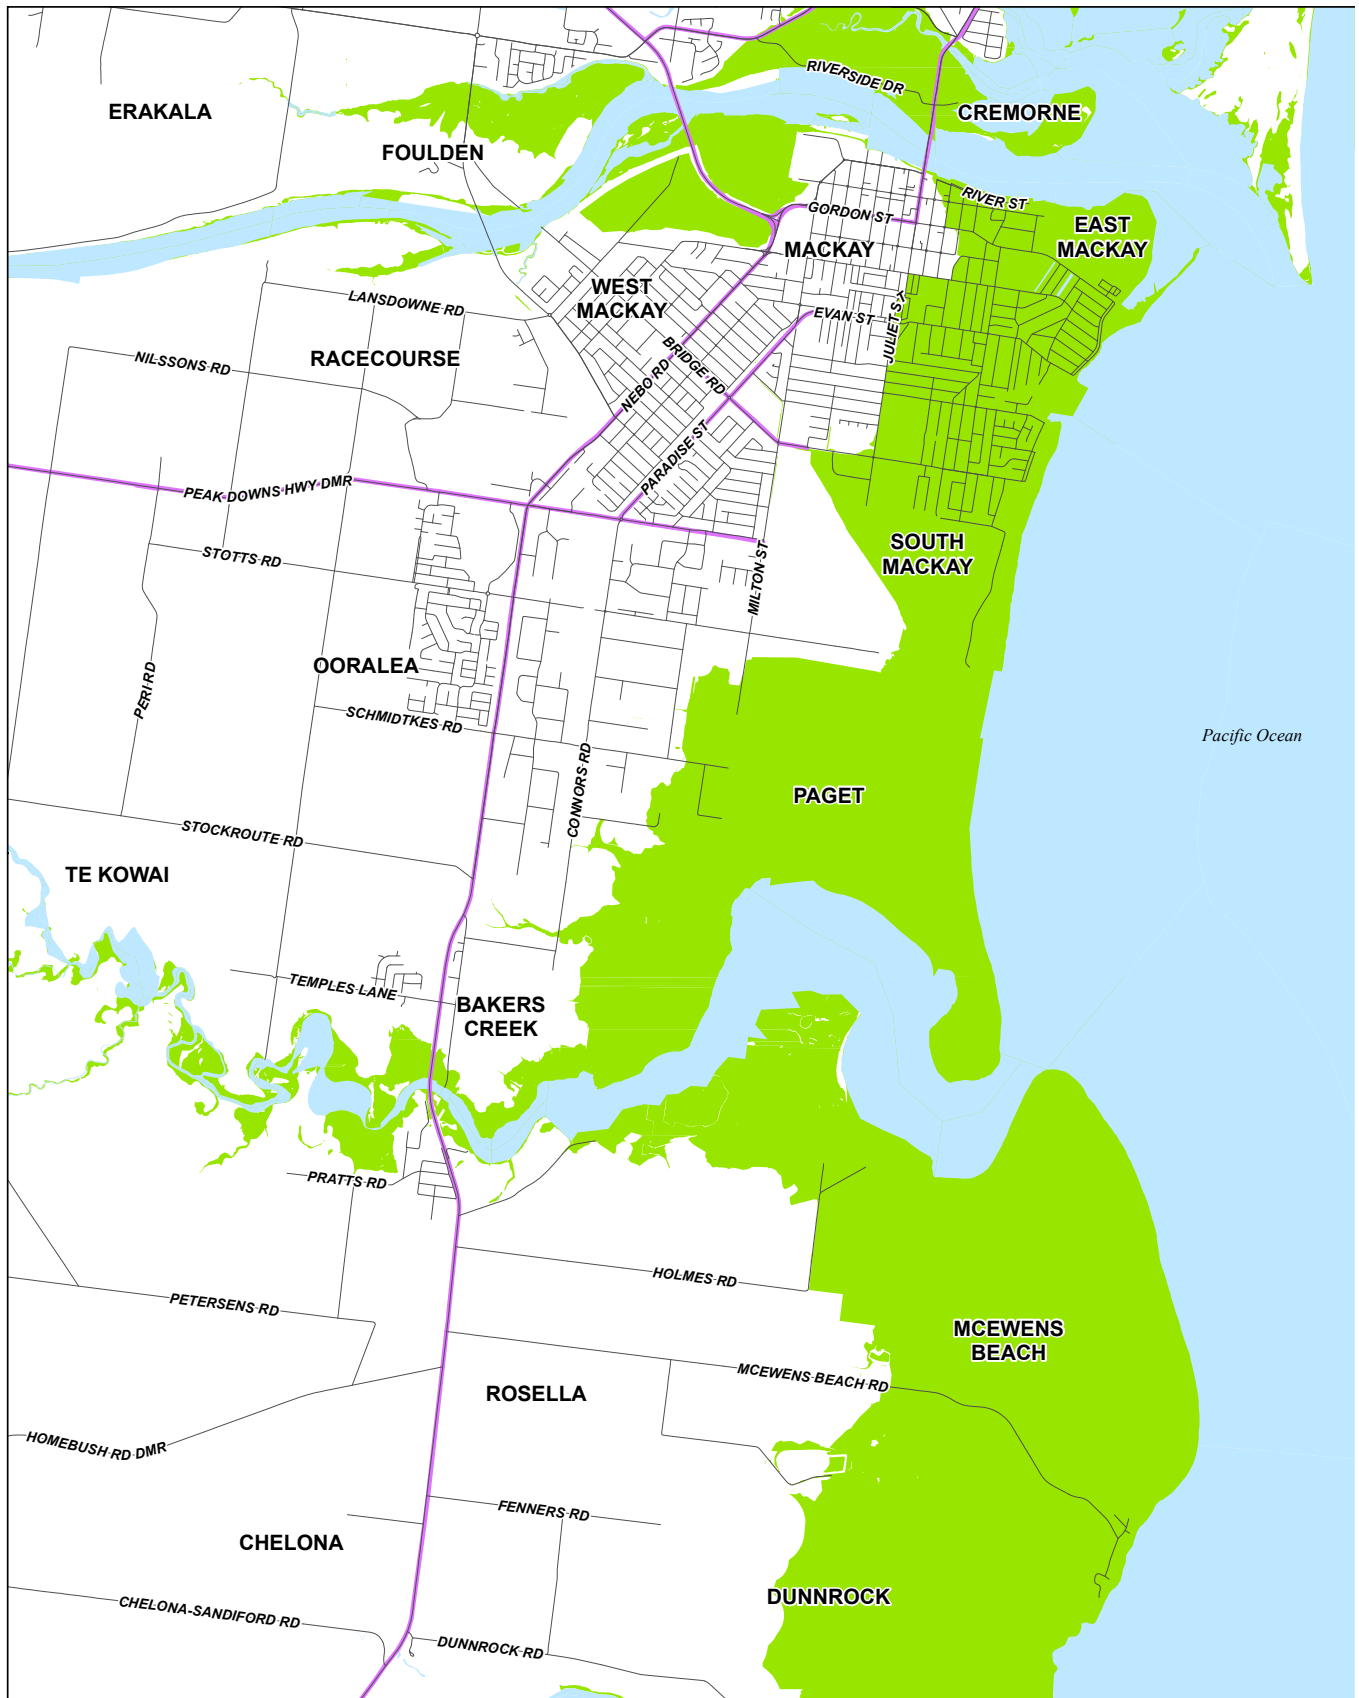 RIVERSIDE DR
ERAKALA
CREMORNE
FOULDEN
RIVER ST
GORDON ST
EAST
MACKAY
MACKAY
WEST
MACKAY
LANSDOWNE RD
EVAN ST
JULIET ST
RACECOURSE
NILSSONS RD
BRIDGE RD
NEBO RD
PARADISE ST
PEAK DOWNS HWY DMR
SOUTH
MACKAY
STOTTS RD
MILTON ST
OORALEA
PERI RD
SCHMIDTKES RD
Pacific Ocean
CONNORS RD
PAGET
STOCKROUTE RD
TE KOWAI
TEMPLES LANE
BAKERS
CREEK
PRATTS RD
HOLMES RD
PETERSENS RD
MCEWENS
BEACH
MCEWENS BEACH RD
ROSELLA
HOMEBUSH RD DMR
FENNERS RD
CHELONA
DUNNROCK
CHELONA-SANDIFORD RD
DUNNROCK RD